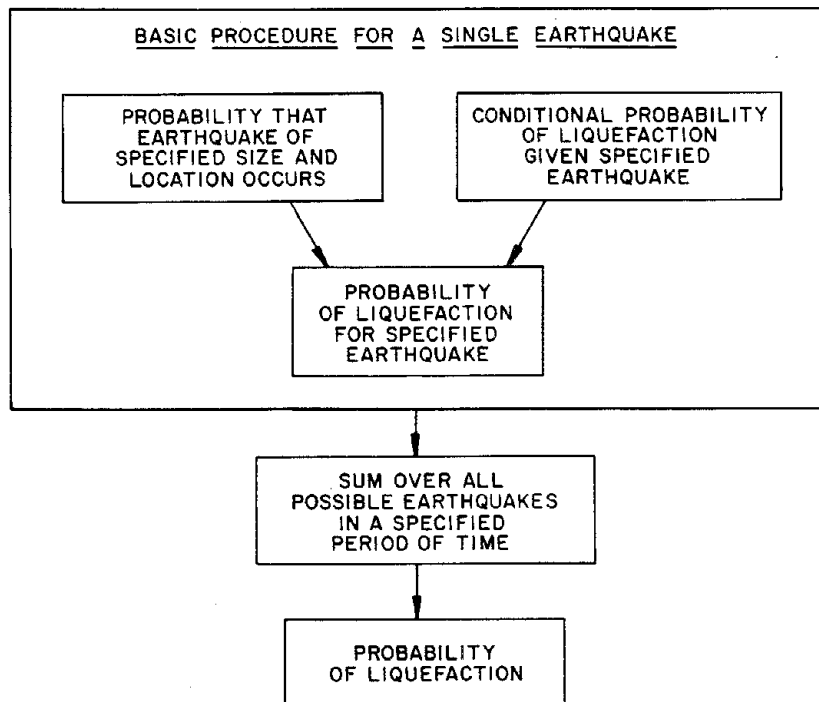 BASIC PROCEDURE FOR A SINGLE EARTHQUAKE
PROBABILITY THAT
EARTHQUAKE OF
SPECIFIED SIZE AND
LOCATION OCCURS
CONDITIONAL PROBABILITY
OF LIQUEFACTION
GIVEN SPECIFIED
EARTHQUAKE
PROBABILITY
OF LIQUEFACTION
FOR SPECIFIED
EARTHQUAKE
SUM OVER ALL
POSSIBLE EARTHQUAKES
IN A SPECIFIED
PERIOD OF TIME
PROBABILITY
OF LIQUEFACTION